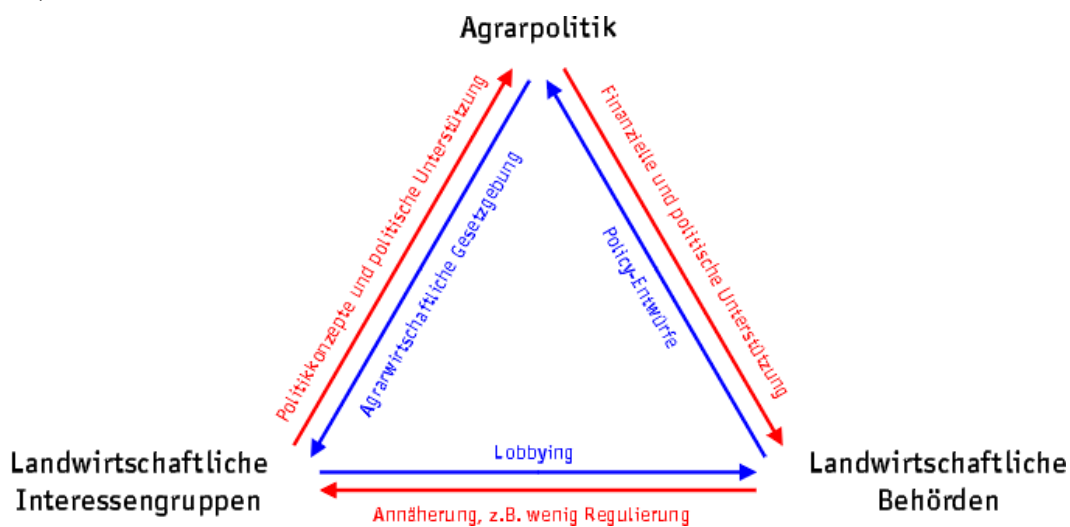 Agrarpolitik
Politikkonzepte und politische Unterstützung
Agrarwirtschaftliche Gesetzgebung
Policy-Entwürfe
Finanzielle und politische Unterstützung
Landwirtschaftliche
Interessengruppen
Lobbying
Annäherung, z.B. wenig Regulierung
Landwirtschaftliche
Behörden